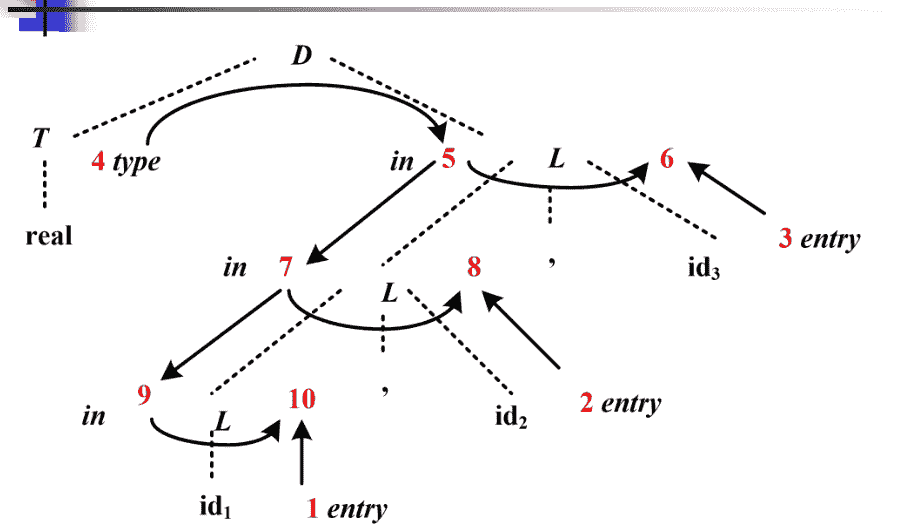 D
T
4 type
in 5 L 6
real
3 entry
in 7 L 8 , id₃
in 9 L 10 , id₂
2 entry
id₁ 1 entry